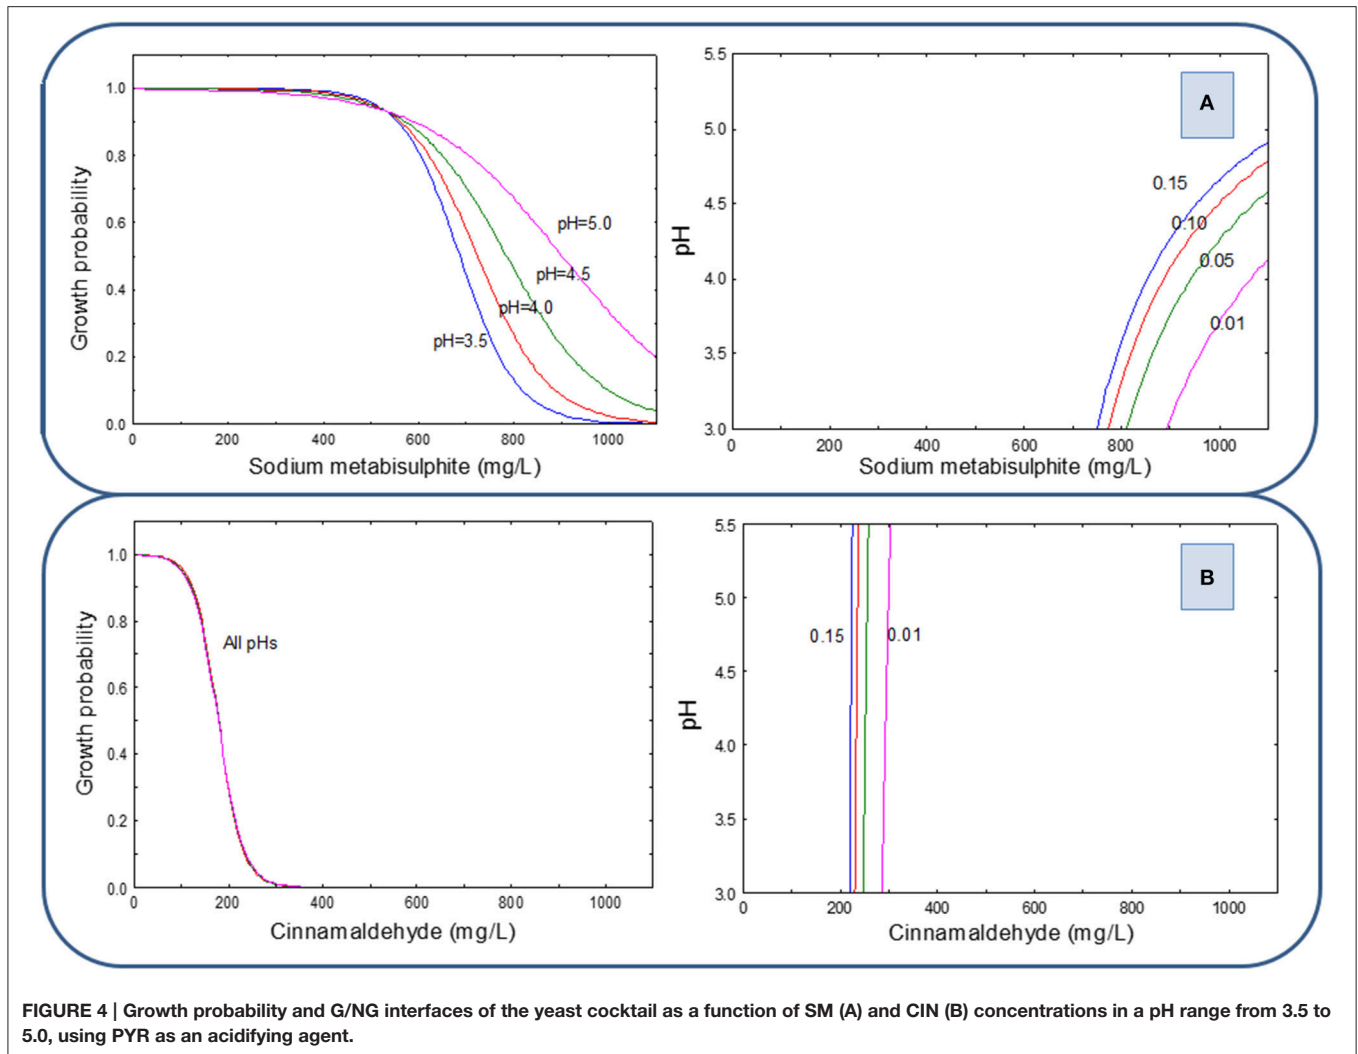 A
Growth probability
1.0
0.8
0.6
0.4
0.2
0.0
pH=5.0
pH=4.5
pH=4.0
pH=3.5
0 200 400 600 800 1000
Sodium metabisulphite (mg/L)
pH
5.5
5.0
4.5
4.0
3.5
3.0
0.15
0.10
0.05
0.01
0 200 400 600 800 1000
Sodium metabisulphite (mg/L)
B
Growth probability
1.0
0.8
0.6
0.4
0.2
0.0
All pHs
0 200 400 600 800 1000
Cinnamaldehyde (mg/L)
pH
5.5
5.0
4.5
4.0
3.5
3.0
0.15 0.01
0 200 400 600 800 1000
Cinnamaldehyde (mg/L)
FIGURE 4 | Growth probability and G/NG interfaces of the yeast cocktail as a function of SM (A) and CIN (B) concentrations in a pH range from 3.5 to
5.0, using PYR as an acidifying agent.